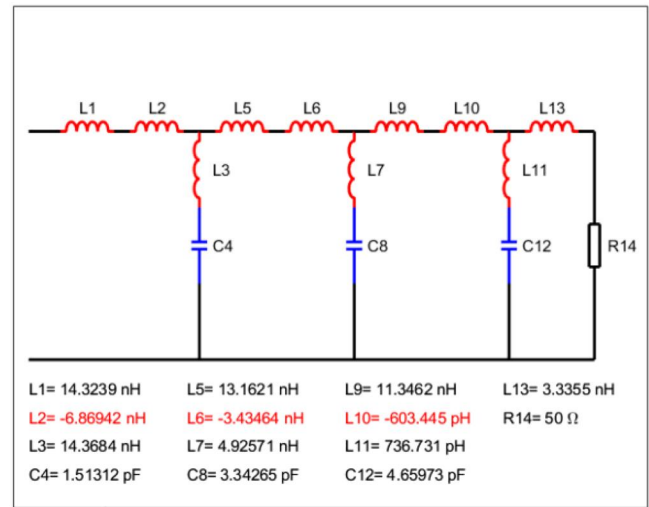 L1 L2 L5 L6 L9 L10 L13
L3 L7 L11
C4 C8 C12 R14
L1= 14.3239 nH L5= 13.1621 nH L9= 11.3462 nH L13= 3.3355 nH
L2= -6.86942 nH L6= -3.43464 nH L10= -603.445 pH R14= 50 Ω
L3= 14.3684 nH L7= 4.92571 nH L11= 736.731 pH
C4= 1.51312 pF C8= 3.34265 pF C12= 4.65973 pF